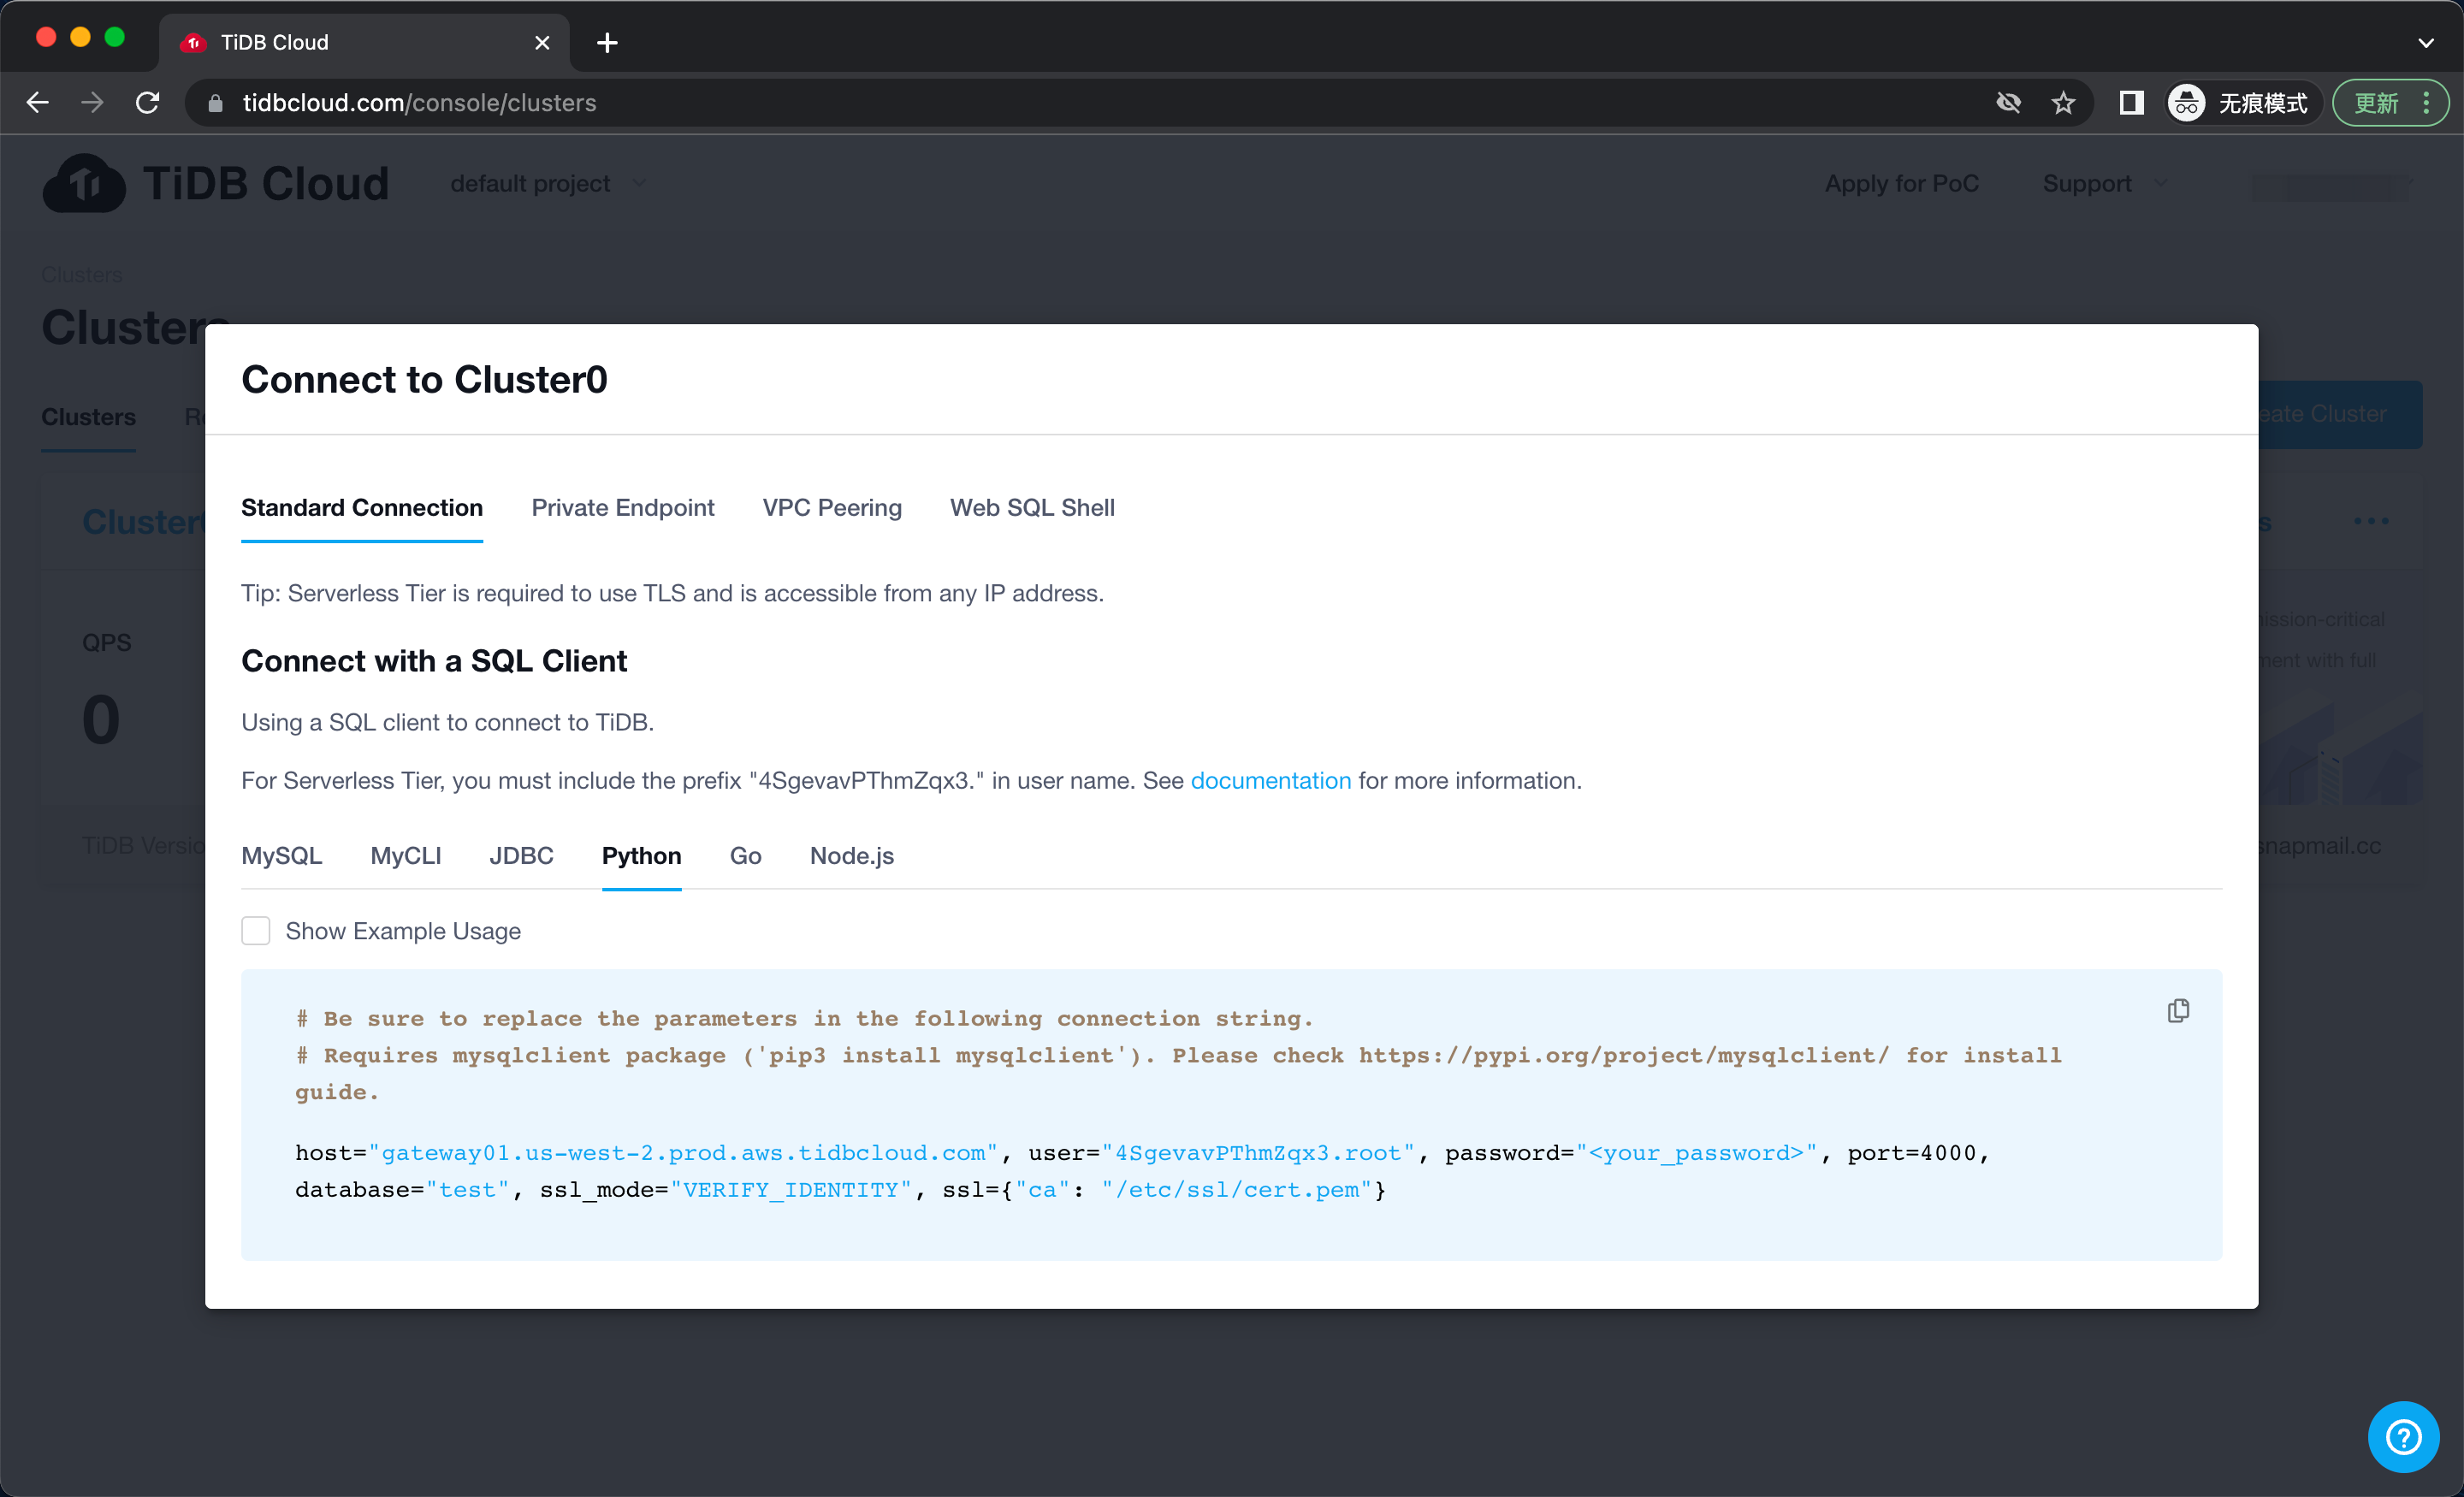 TiDB Cloud
tidbcloud.com/console/clusters
无痕模式
更新
TiDB Cloud
default project
Apply for PoC
Support
Clusters
Clusters
Connect to Cluster0
Clusters
eate Cluster
Standard Connection
Private Endpoint
VPC Peering
Web SQL Shell
Cluster
Tip: Serverless Tier is required to use TLS and is accessible from any IP address.
ission-critical
QPS
Connect with a SQL Client
ment with full
0
Using a SQL client to connect to TiDB.
For Serverless Tier, you must include the prefix "4SgevavPThmZqx3." in user name. See documentation for more information.
TiDB Versio
MySQL
MyCLI
JDBC
Python
Go
Node.js
snapmail.cc
Show Example Usage
# Be sure to replace the parameters in the following connection string.
# Requires mysqlclient package ('pip3 install mysqlclient'). Please check https://pypi.org/project/mysqlclient/ for install
guide.
host="gateway01.us-west-2.prod.aws.tidbcloud.com", user="4SgevavPThmZqx3.root", password="<your_password>", port=4000,
database="test", ssl_mode="VERIFY_IDENTITY", ssl={"ca": "/etc/ssl/cert.pem"}